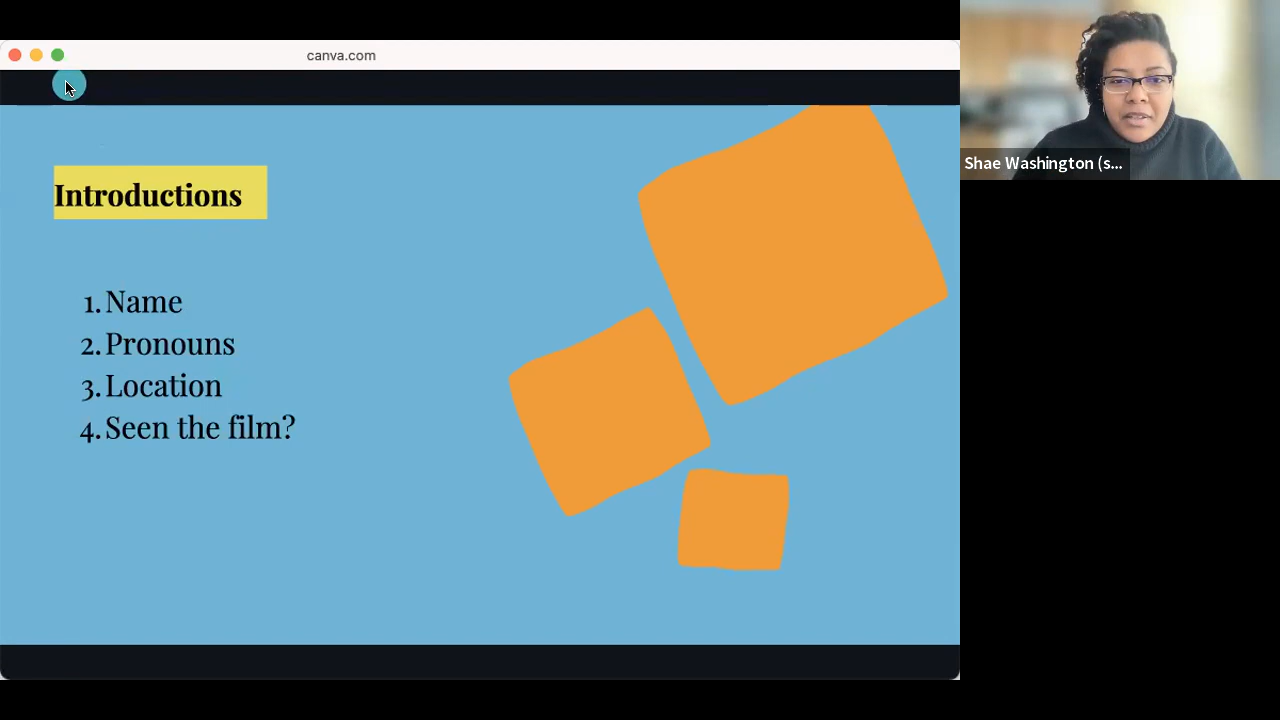 canva.com
Introductions
1. Name
2. Pronouns
3. Location
4. Seen the film?
Shae Washington (s...